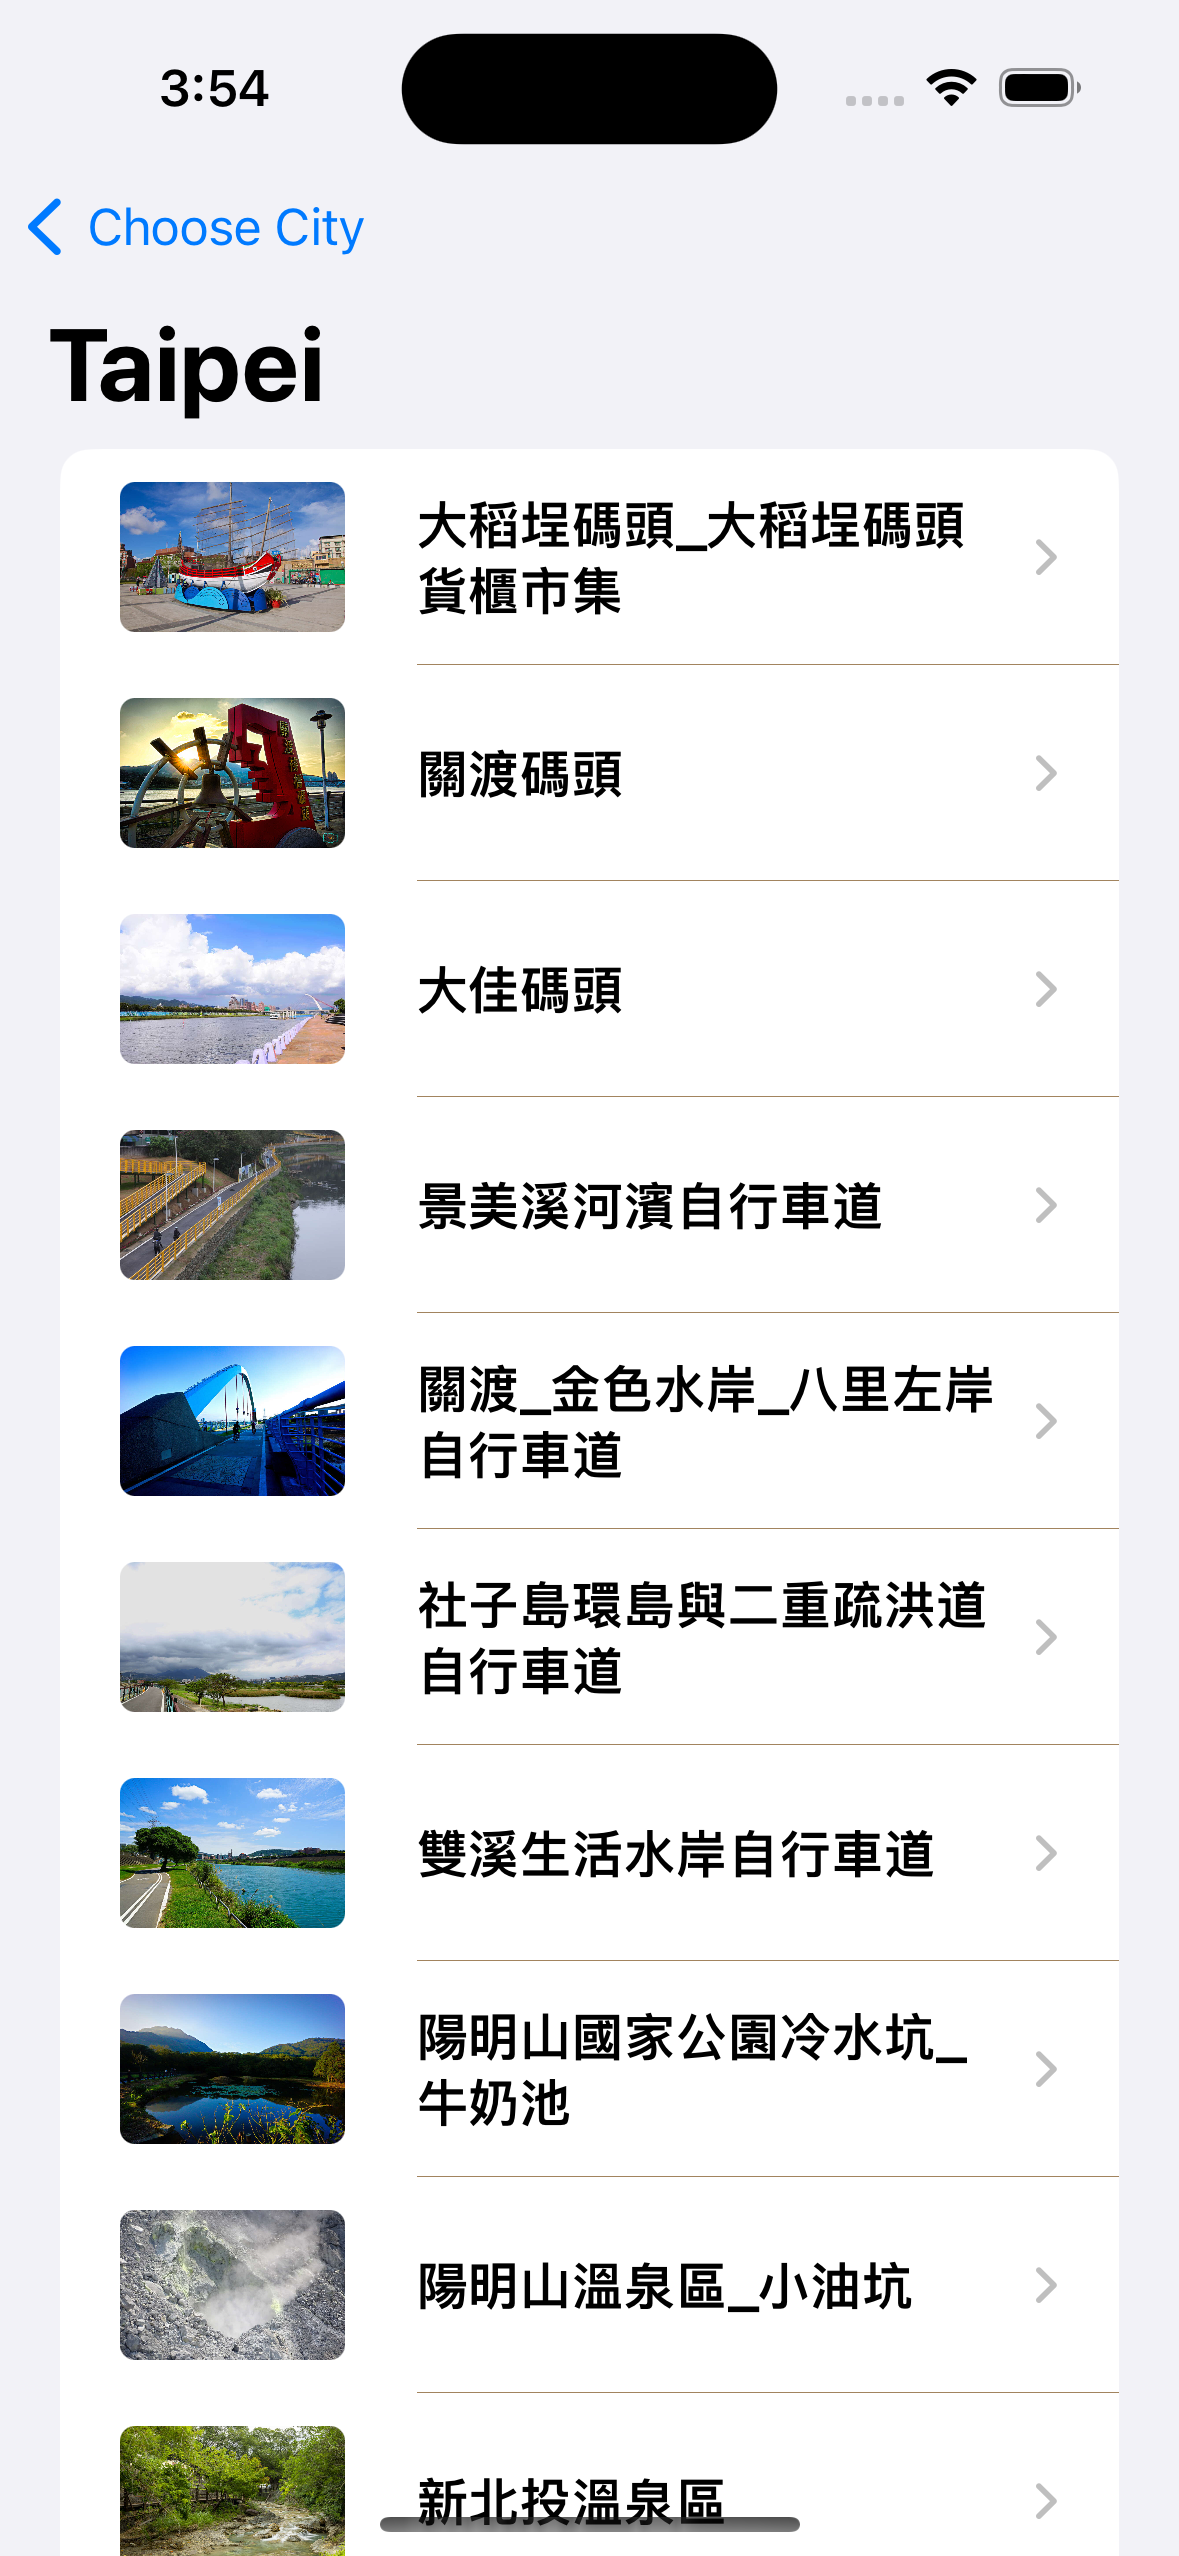 3:54
Choose City
Taipei
大稻埕碼頭_大稻埕碼頭
貨櫃市集
關渡碼頭
大佳碼頭
景美溪河濱自行車道
關渡_金色水岸_八里左岸
自行車道
社子島環島與二重疏洪道
自行車道
雙溪生活水岸自行車道
陽明山國家公園冷水坑_
牛奶池
陽明山溫泉區_小油坑
新北投溫泉區